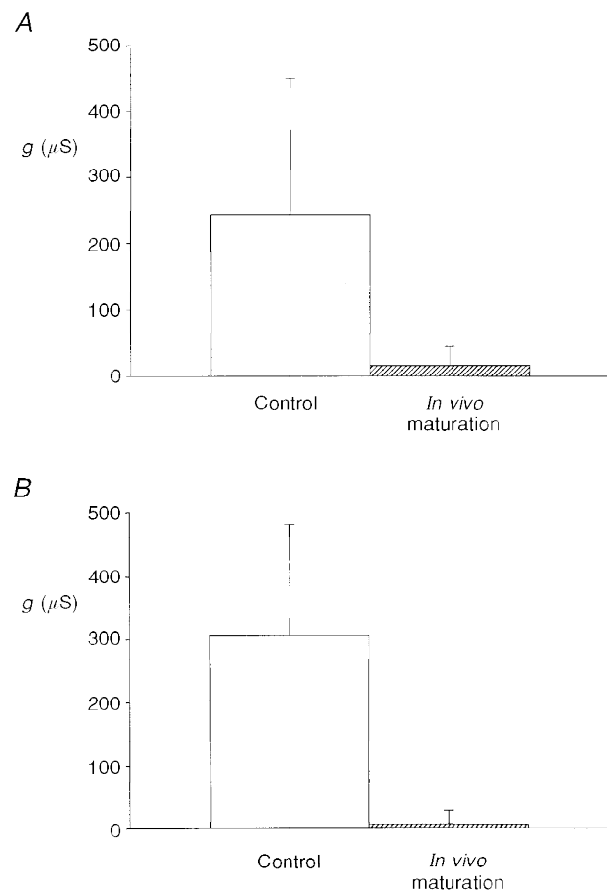 A
500
400
g (μS)
300
200
100
0
Control
In vivo
maturation
B
500
400
g (μS)
300
200
100
0
Control
In vivo
maturation